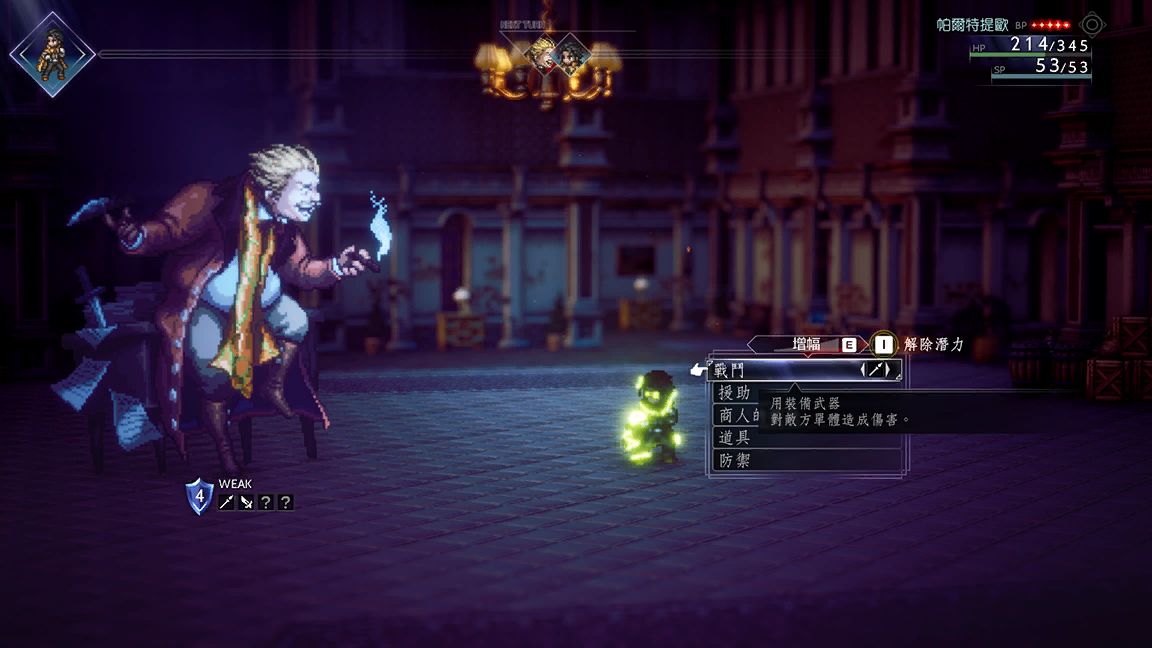 NEXT TURN
帕爾特提歐 BP
HP 214/345
SP 53/53
增幅 E I 解除潛力
戰鬥
援助
用裝備武器
商人的
對敵方單體造成傷害。
道具
防禦
WEAK
4 ? ?